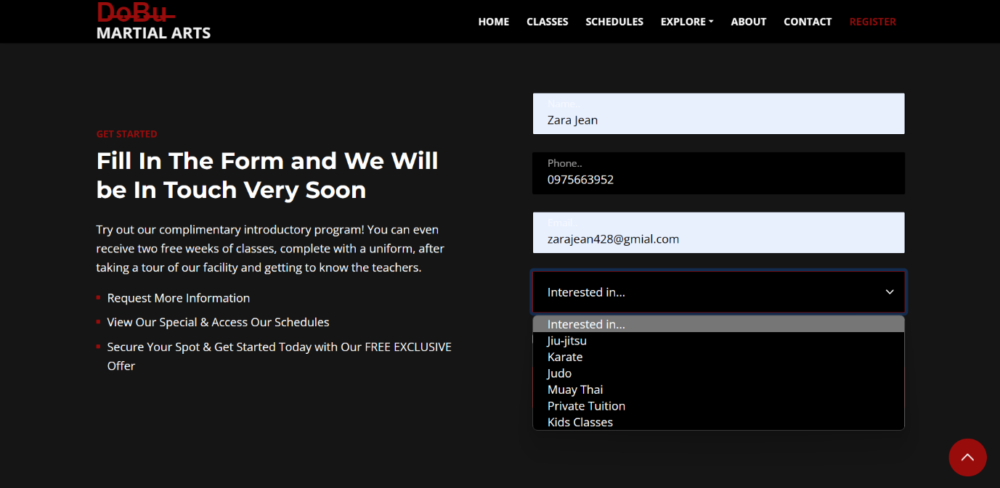 DoBu
MARTIAL ARTS
HOME CLASSES SCHEDULES EXPLORE ABOUT CONTACT REGISTER
GET STARTED
Fill In The Form and We Will
be In Touch Very Soon
Try out our complimentary introductory program! You can even
receive two free weeks of classes, complete with a uniform, after
taking a tour of our facility and getting to know the teachers.
Request More Information
View Our Special & Access Our Schedules
Secure Your Spot & Get Started Today with Our FREE EXCLUSIVE
Offer
Name..
Zara Jean
Phone..
0975663952
Email..
zarajean428@gmial.com
Interested in...
Interested in...
Jiu-jitsu
Karate
Judo
Muay Thai
Private Tuition
Kids Classes